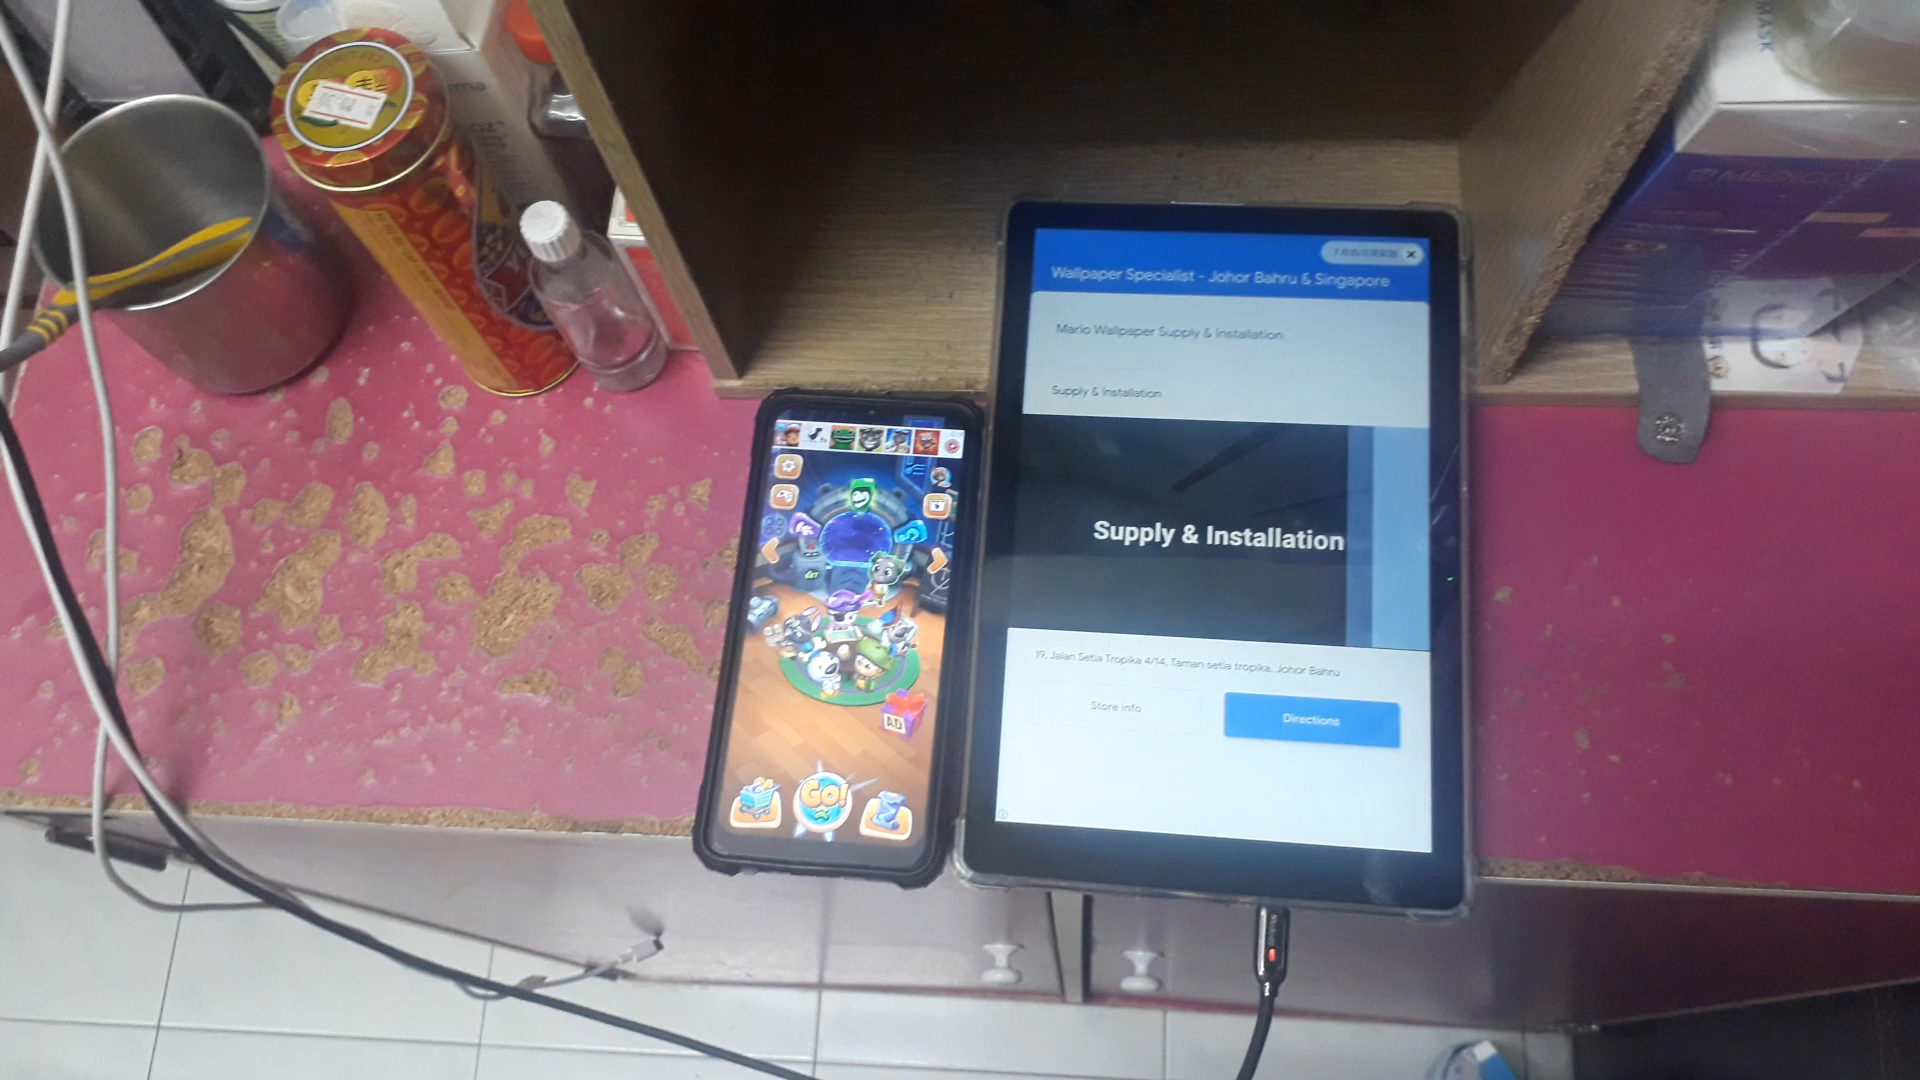 Wallpaper Specialist - Johor Bahru & Singapore
Mario Wallpaper Supply & Installation
Supply & Installation
Supply & Installation
19, Jalan Setia Tropika 4/14, Taman setia tropika, Johor Bahru
Store info
Directions
AD
GO!
MASK